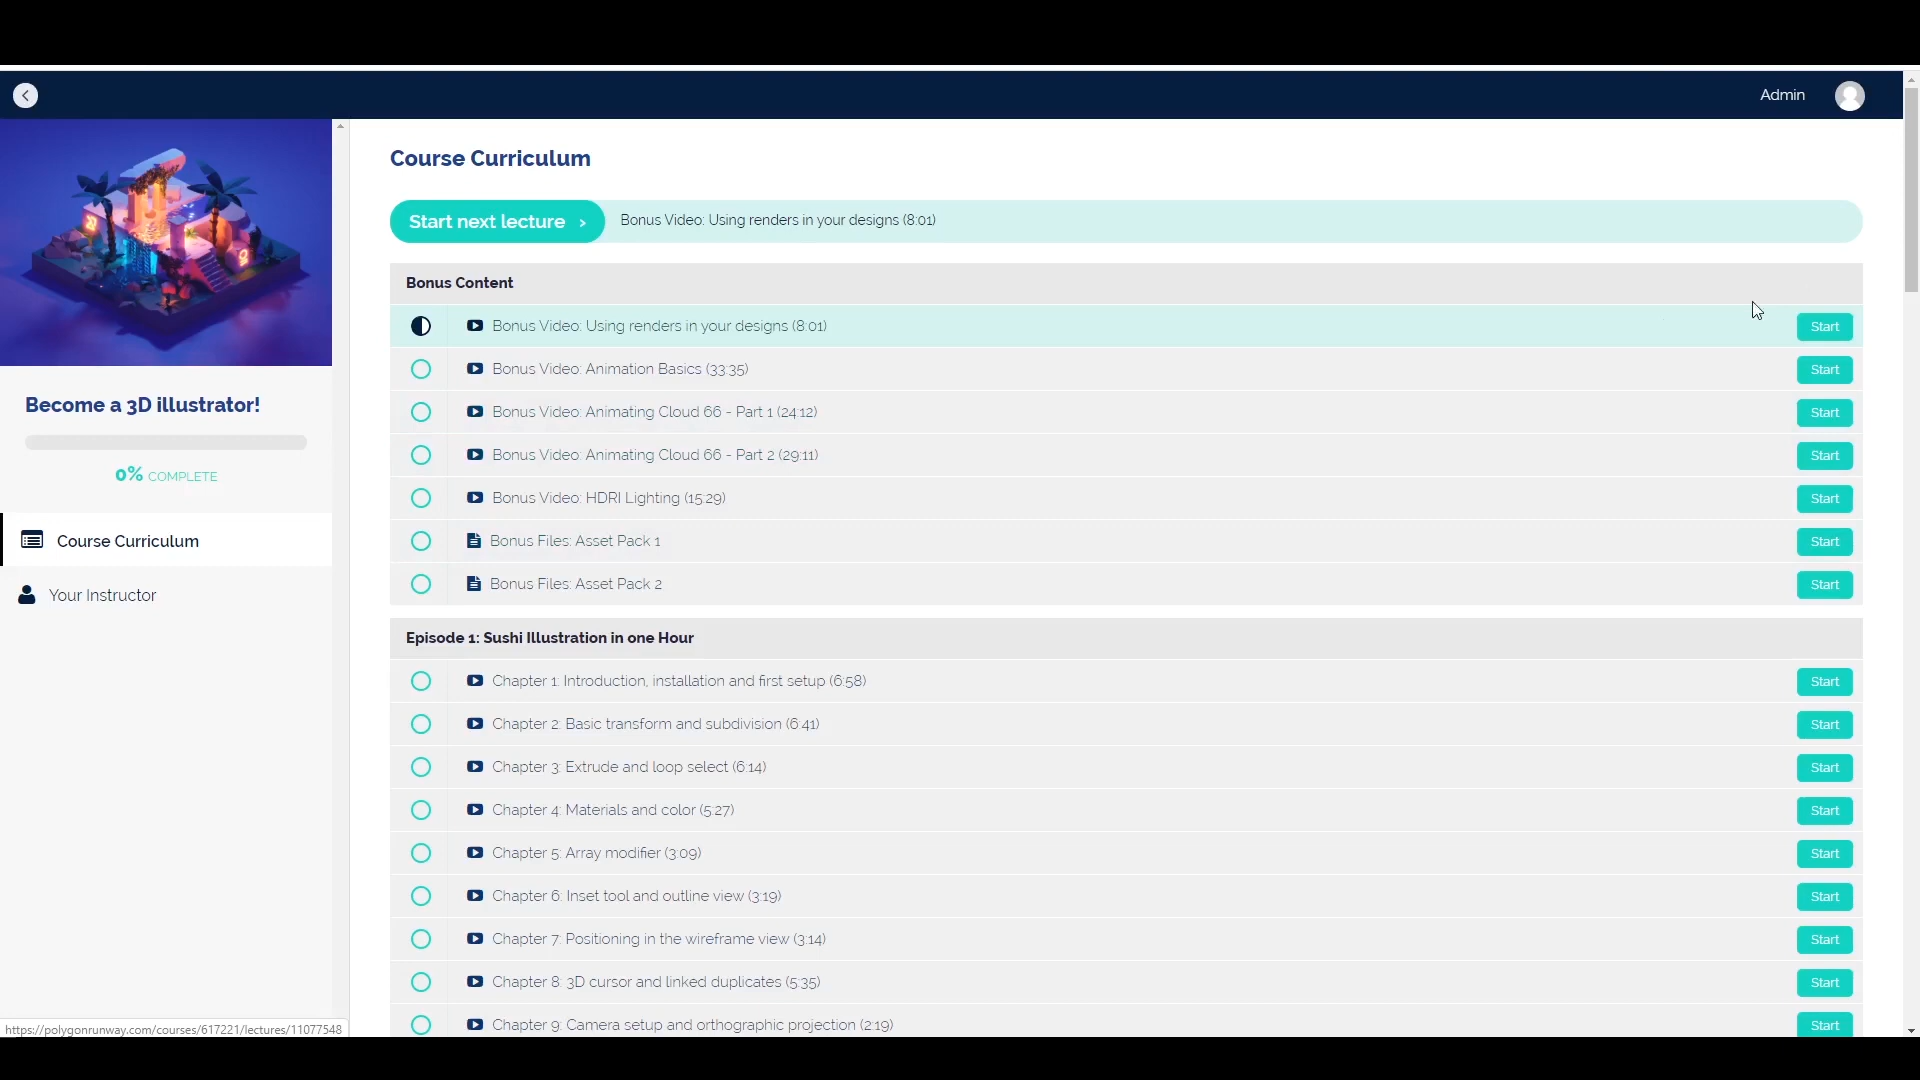 Admin
Course Curriculum
Start next lecture › Bonus Video: Using renders in your designs (8:01)
Bonus Content
Bonus Video: Using renders in your designs (8:01) Start
Bonus Video: Animation Basics (33:35) Start
Bonus Video: Animating Cloud 66 - Part 1 (24:12) Start
Bonus Video: Animating Cloud 66 - Part 2 (29:11) Start
Bonus Video: HDRI Lighting (15:29) Start
Bonus Files: Asset Pack 1 Start
Bonus Files: Asset Pack 2 Start
Episode 1: Sushi Illustration in one Hour
Chapter 1: Introduction, installation and first setup (6:58) Start
Chapter 2: Basic transform and subdivision (6:41) Start
Chapter 3: Extrude and loop select (6:14) Start
Chapter 4: Materials and color (5:27) Start
Chapter 5: Array modifier (3:09) Start
Chapter 6: Inset tool and outline view (3:19) Start
Chapter 7: Positioning in the wireframe view (3:14) Start
Chapter 8: 3D cursor and linked duplicates (5:35) Start
Chapter 9: Camera setup and orthographic projection (2:19) Start
Become a 3D illustrator!
0% COMPLETE
Course Curriculum
Your Instructor
https://polygonrunway.com/courses/617221/lectures/11077548